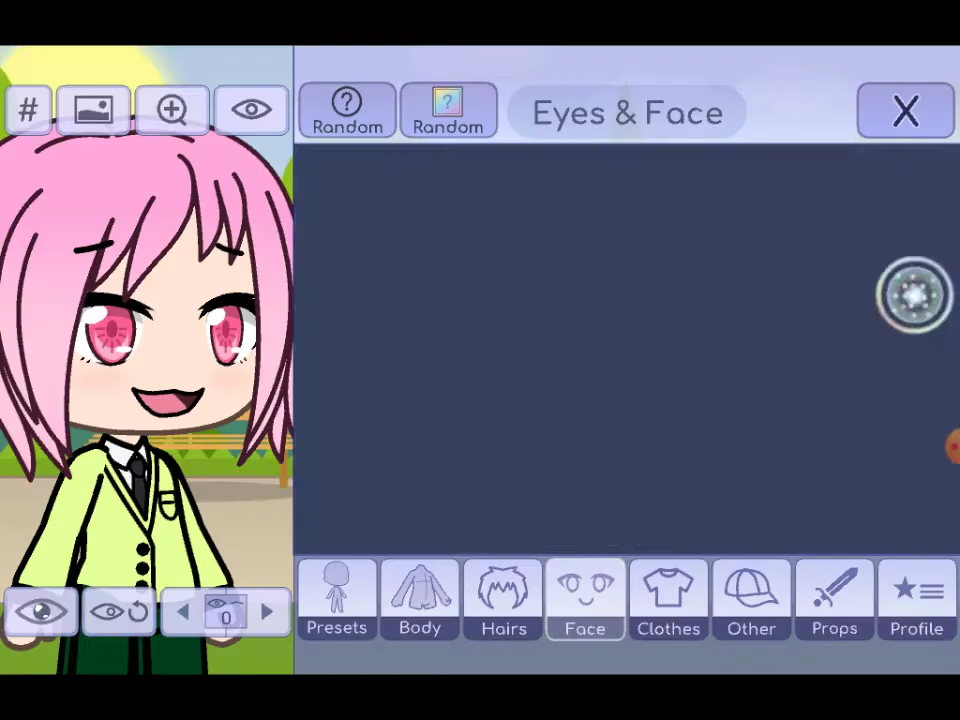 #
? Random
? Random
Eyes & Face
X
0
Presets
Body
Hairs
Face
Clothes
Other
Props
Profile